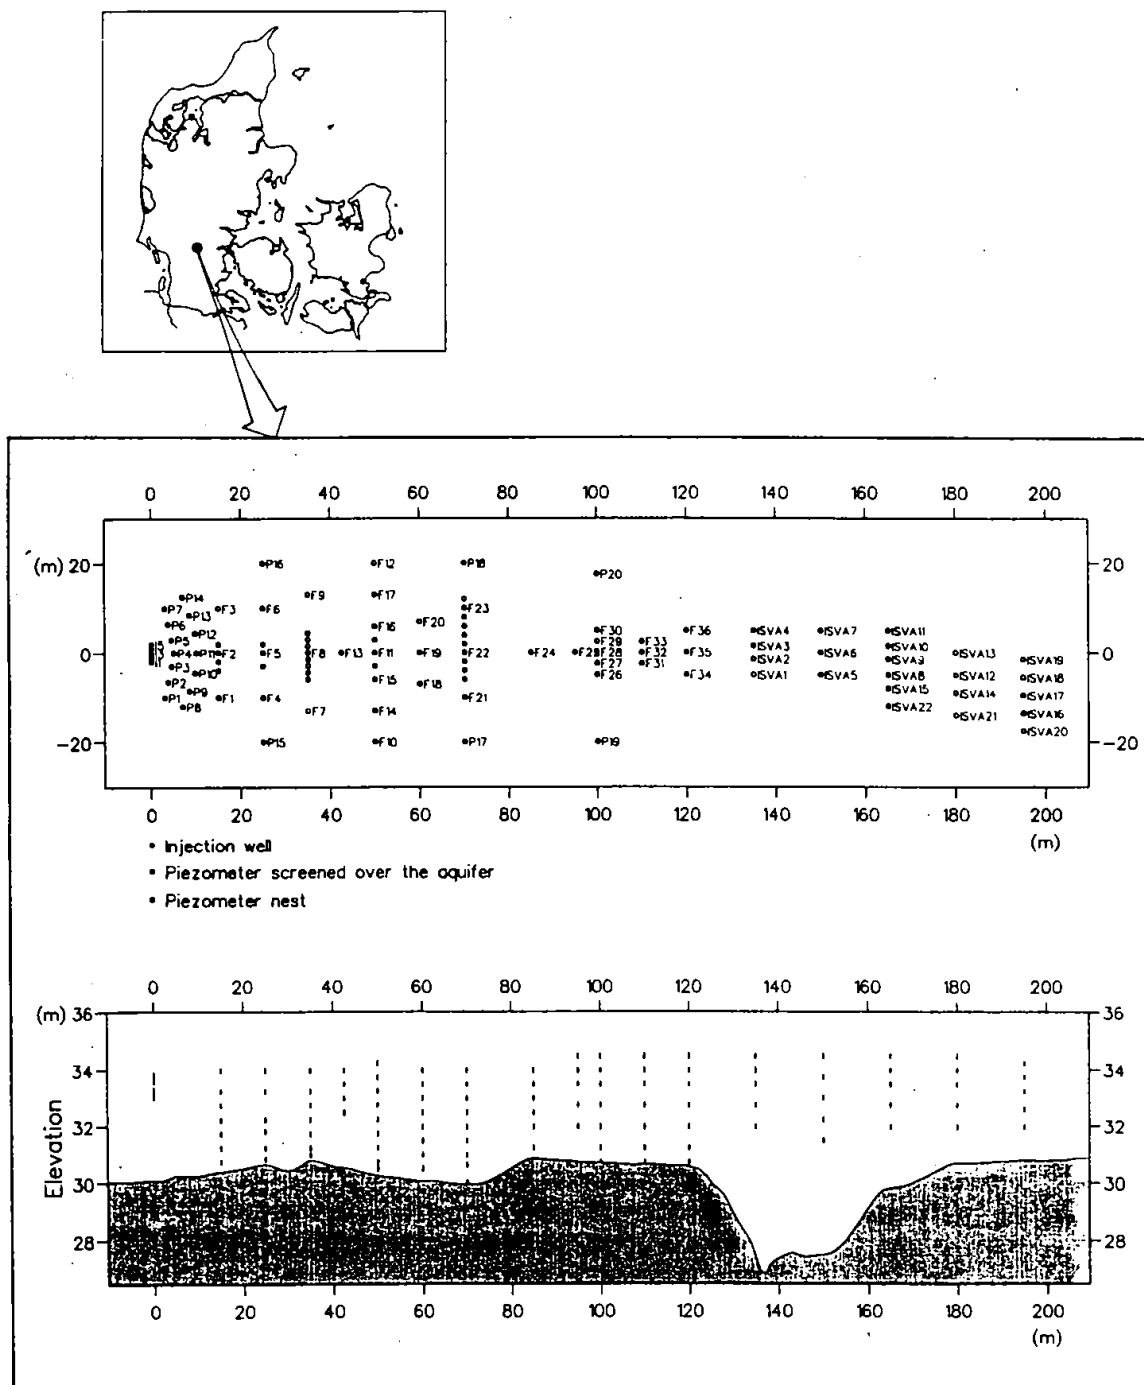 0 20 40 60 80 100 120 140 160 180 200
(m) 20 P16 F12 P18 P20 20
P14 F9 F17
P7 P13 F3 F6 F23
P6 P12 F16 F20 F30 F36 ISVA4 ISVA7 ISVA11
P5 F29 F33 ISVA3 ISVA10
0 P4 P11 F2 F5 F8 F13 F11 F19 F22 F24 F25 F28 F32 F35 ISVA2 ISVA6 ISVA9 ISVA13 ISVA19 0
P3 P10 F27 F31
P2 P9 F15 F18 F26 F34 ISVA1 ISVA5 ISVA8 ISVA12 ISVA18
P1 P8 F1 F4 F21 ISVA15 ISVA14 ISVA17
F7 F14 ISVA22 ISVA21 ISVA16
-20 P15 F10 P17 P19 ISVA20 -20
0 20 40 60 80 100 120 140 160 180 200
(m)
• Injection well
• Piezometer screened over the aquifer
• Piezometer nest
0 20 40 60 80 100 120 140 160 180 200
(m) 36 36
34 34
32 32
Elevation
30 30
28 28
0 20 40 60 80 100 120 140 160 180 200
(m)